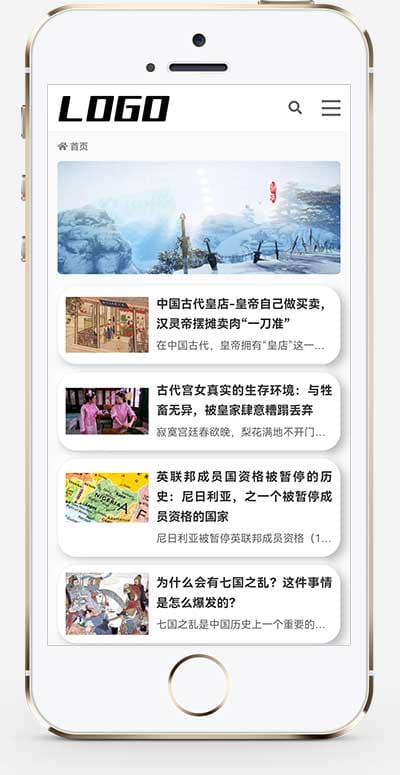 LOGO
首页
中国古代皇店-皇帝自己做买卖，
汉灵帝摆摊卖肉“一刀准”
在中国古代，皇帝拥有“皇店”这一…
古代宫女真实的生存环境：与牲
畜无异，被皇家肆意糟蹋丢弃
寂寞宫廷春欲晚，梨花满地不开门…
英联邦成员国资格被暂停的历
史：尼日利亚，之一个被暂停成
员资格的国家
尼日利亚被暂停英联邦成员资格（1…
NIGERIA
A F
为什么会有七国之乱？这件事情
是怎么爆发的？
七国之乱是中国历史上一个重要的…